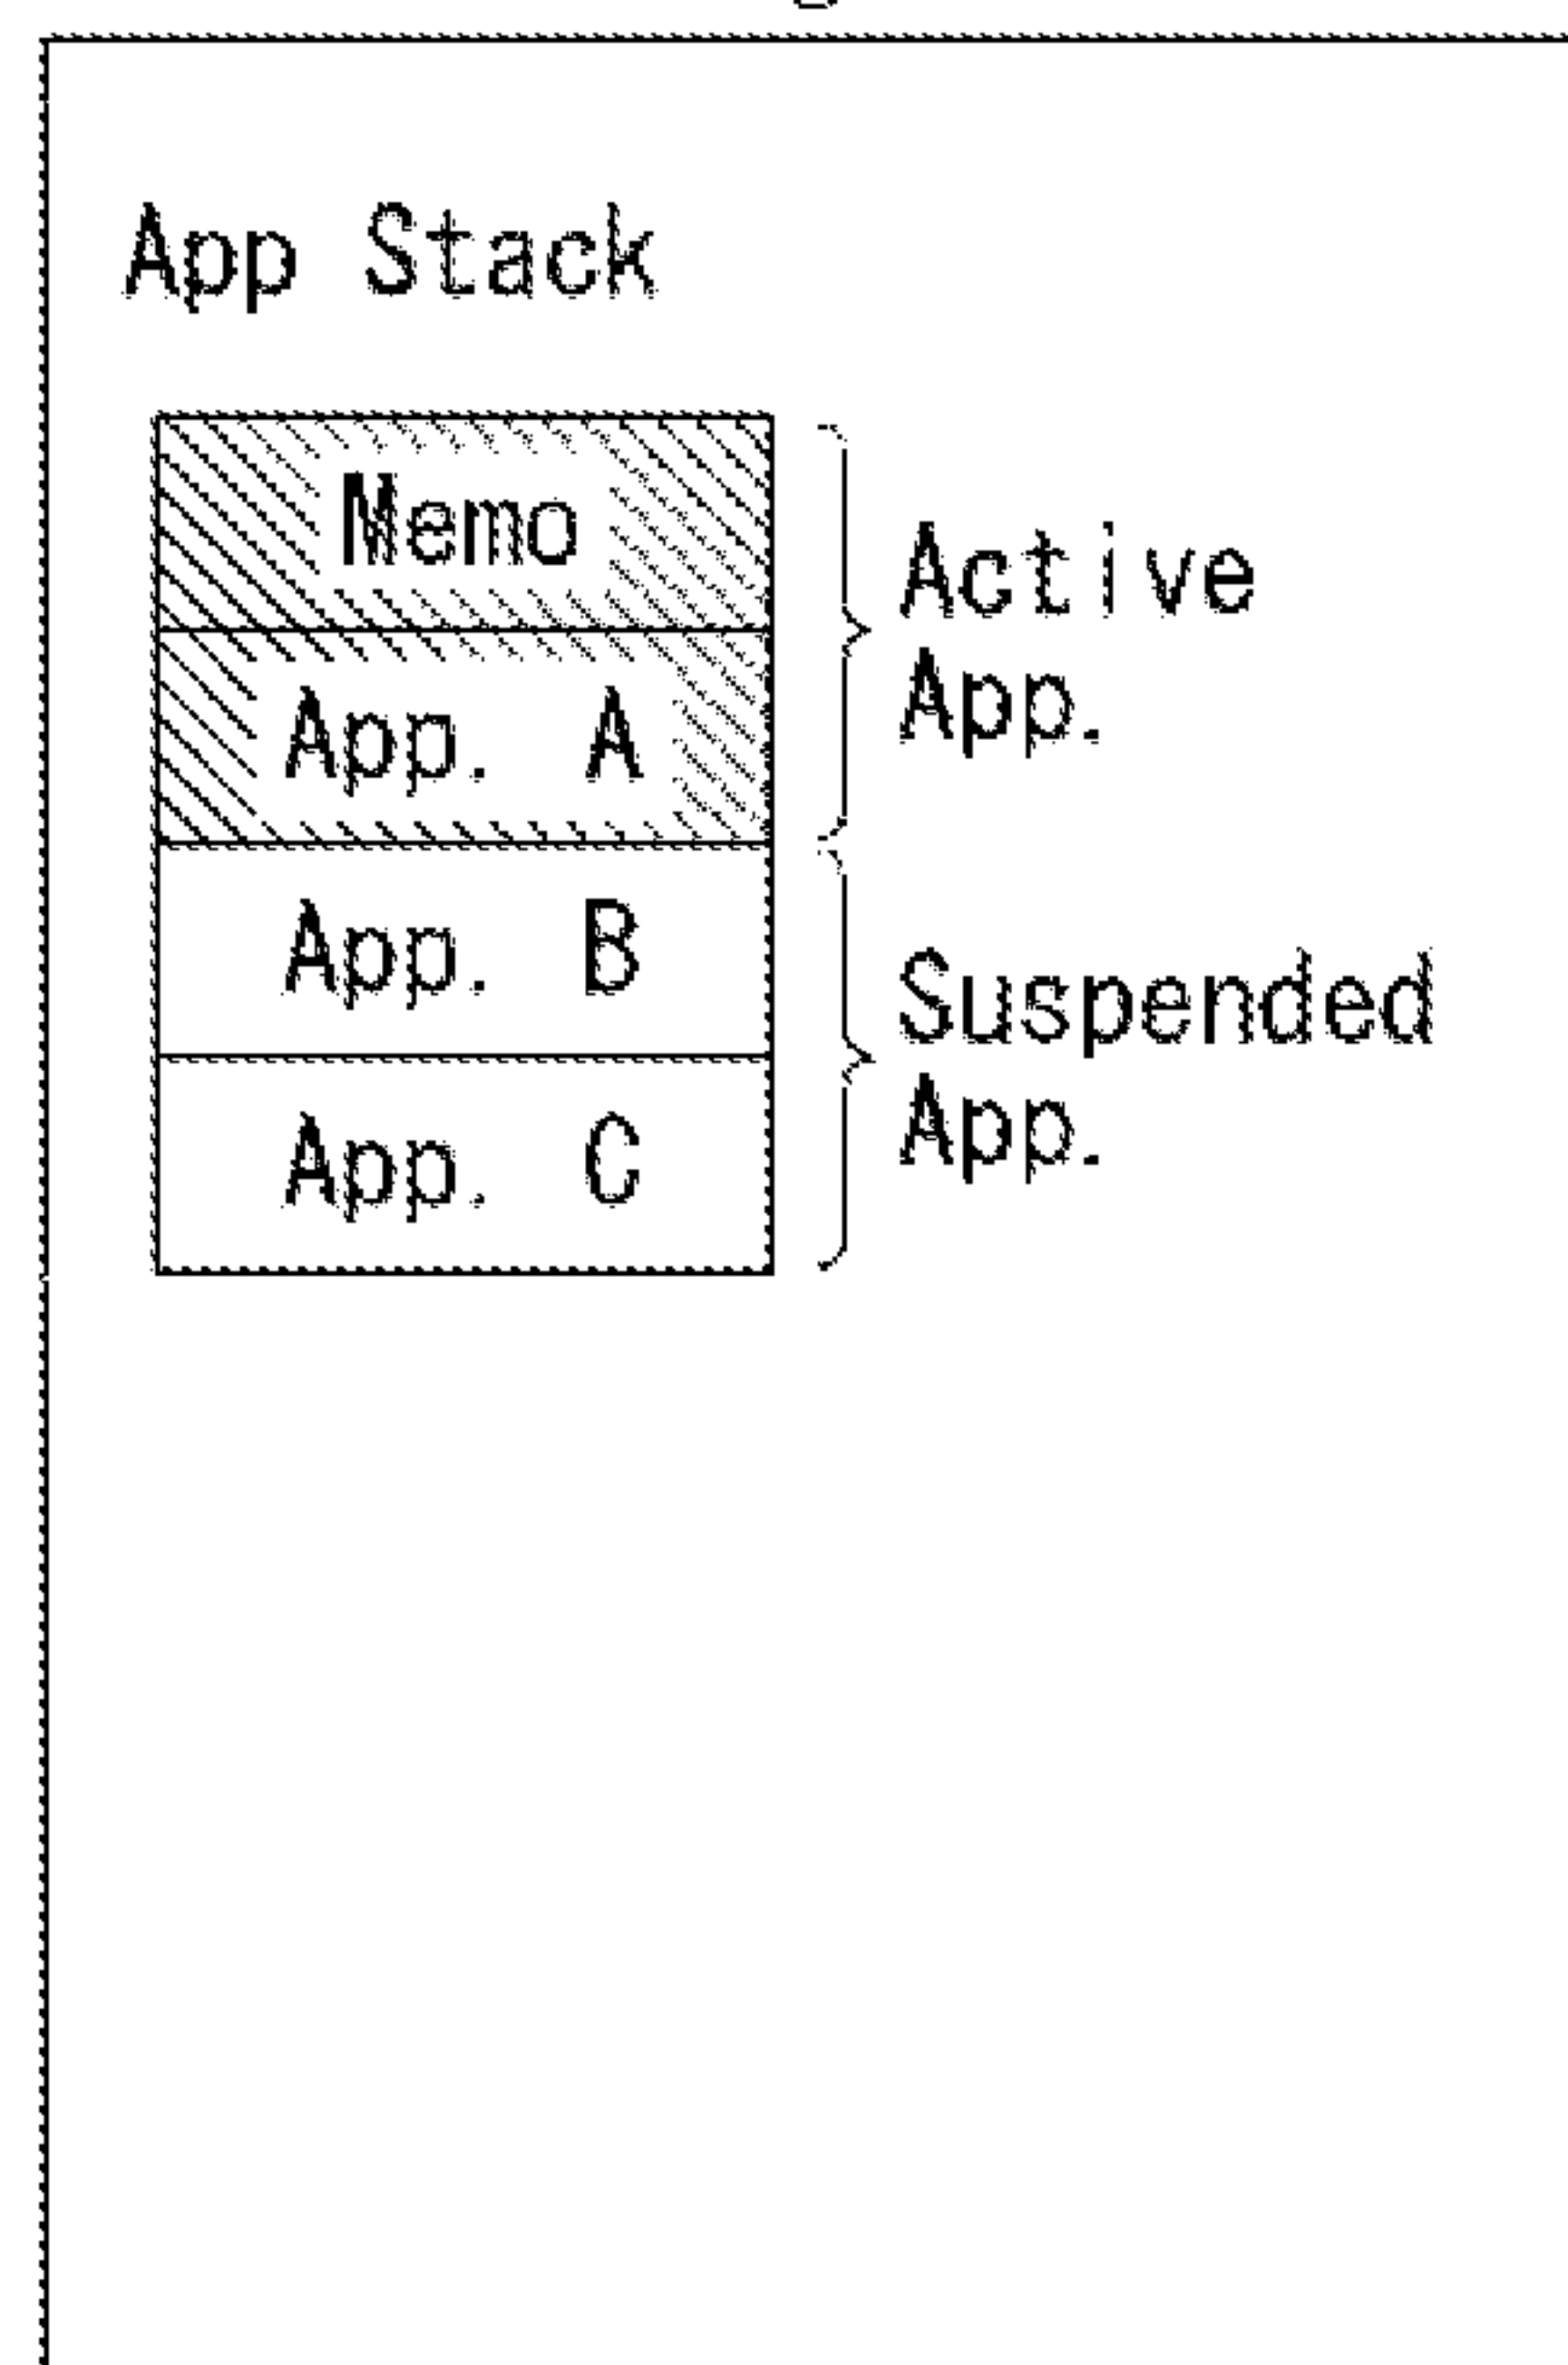 App Stack
Memo
App. A
App. B
App. C
Active
App.
Suspended
App.